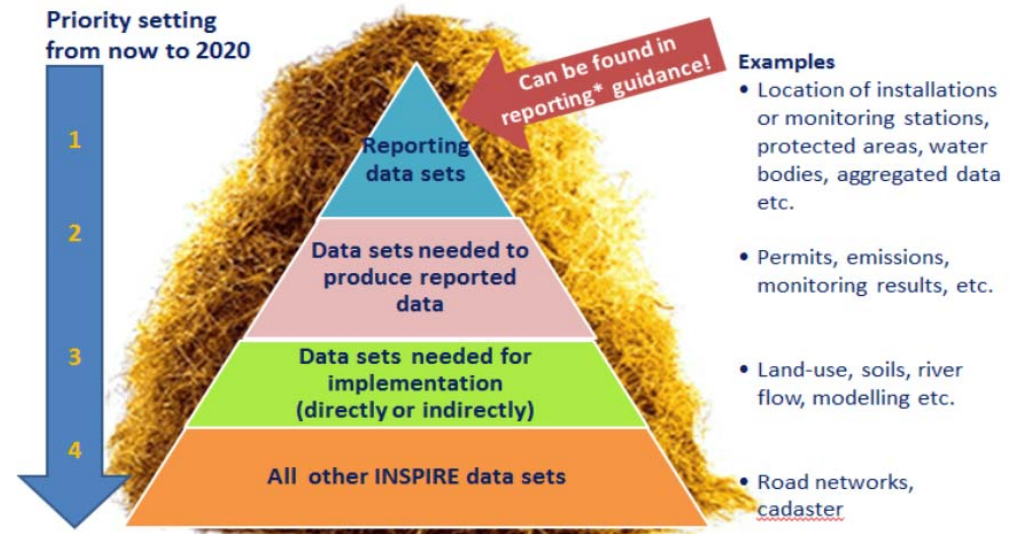 Priority setting
from now to 2020
1
2
3
4
Reporting
data sets
Data sets needed to
produce reported
data
Data sets needed for
implementation
(directly or indirectly)
All other INSPIRE data sets
Can be found in
reporting* guidance!
Examples
• Location of installations
or monitoring stations,
protected areas, water
bodies, aggregated data
etc.
• Permits, emissions,
monitoring results, etc.
• Land-use, soils, river
flow, modelling etc.
• Road networks,
cadaster